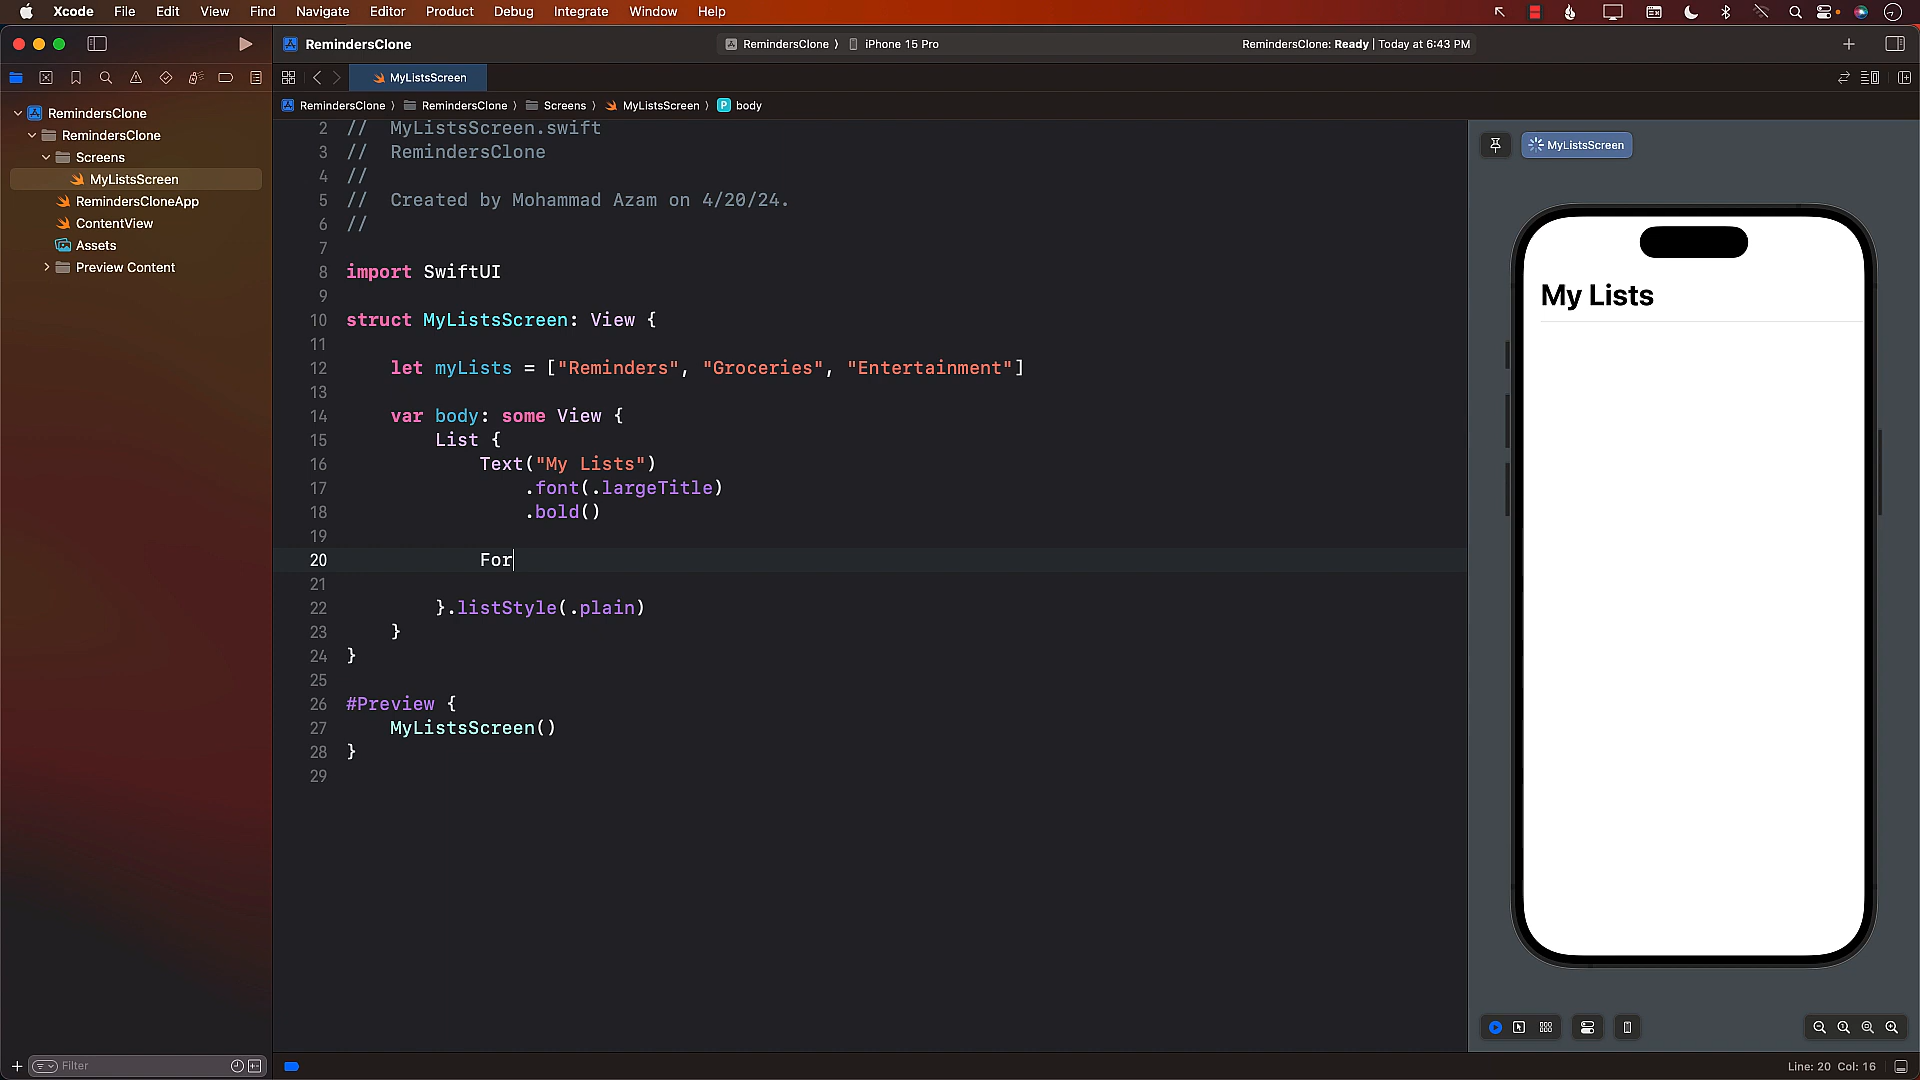 Xcode File Edit View Find Navigate Editor Product Debug Integrate Window Help
RemindersClone
RemindersClone 〉 iPhone 15 Pro
RemindersClone: Ready | Today at 6:43 PM
MyListsScreen
RemindersClone 〉 RemindersClone 〉 Screens 〉 MyListsScreen 〉 P body
RemindersClone
RemindersClone
Screens
MyListsScreen
RemindersCloneApp
ContentView
Assets
Preview Content
2 // MyListsScreen.swift
3 // RemindersClone
4 //
5 // Created by Mohammad Azam on 4/20/24.
6 //
7
8 import SwiftUI
9
10 struct MyListsScreen: View {
11
12 let myLists = ["Reminders", "Groceries", "Entertainment"]
13
14 var body: some View {
15 List {
16 Text("My Lists")
17 .font(.largeTitle)
18 .bold()
19
20 For
21
22 }.listStyle(.plain)
23 }
24 }
25
26 #Preview {
27 MyListsScreen()
28 }
29
MyListsScreen
My Lists
Filter
Line: 20 Col: 16